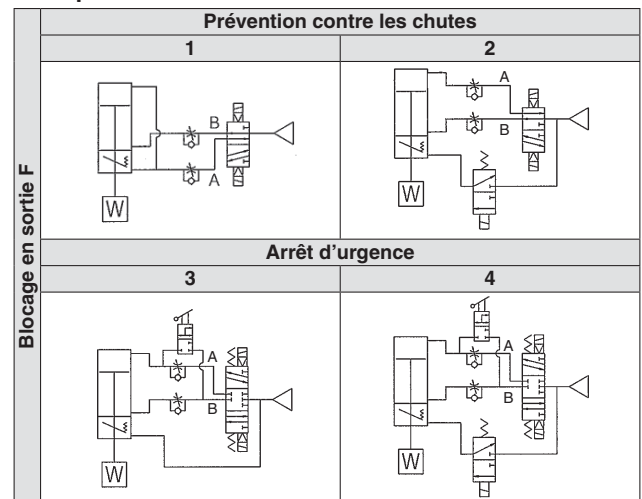 Prévention contre les chutes
1
2
B
A
W
A
B
W
Arrêt d'urgence
3
4
A
B
W
A
B
W
Blocage en sortie F